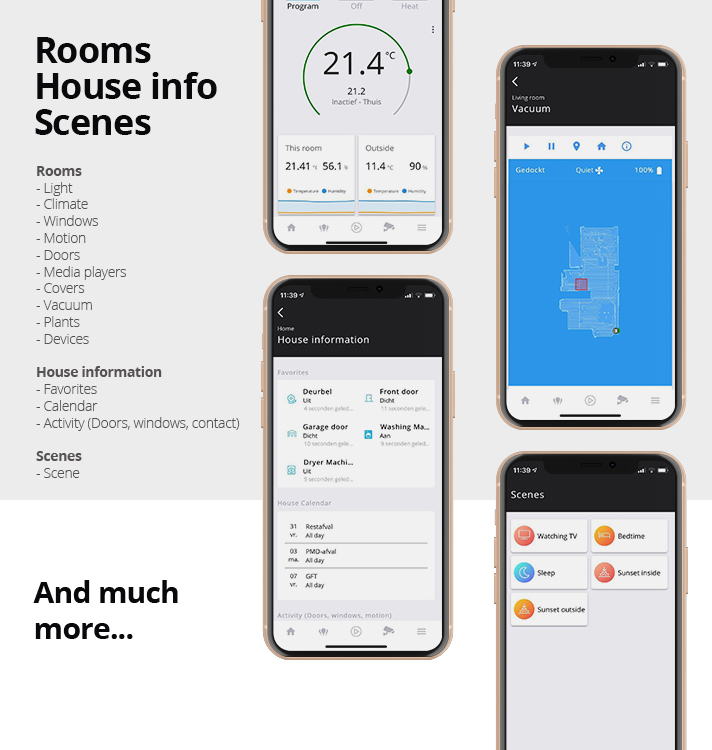 Rooms
House info
Scenes
Rooms
- Light
- Climate
- Windows
- Motion
- Doors
- Media players
- Covers
- Vacuum
- Plants
- Devices
House information
- Favorites
- Calendar
- Activity (Doors, windows, contact)
Scenes
- Scene
And much
more...
Program Off Heat
21.4 °C
21.2
Inactief - Thuis
This room
21.41 °C 56.1 %
Temperature Humidity
Outside
11.4 °C 90 %
Temperature Humidity
11:39
Home
House information
Favorites
Deurbel
Uit
4 seconden geled...
Front door
Dicht
11 seconden gele...
Garage door
Dicht
10 seconden gele...
Washing Ma...
Aan
9 seconden geled...
Dryer Machi...
Uit
9 seconden geled...
House Calendar
31 Restafval
vr. All day
03 PMD-afval
ma. All day
07 GFT
vr. All day
Activity (Doors, windows, motion)
11:39
Living room
Vacuum
Gedockt Quiet 100%
11:39
Scenes
Watching TV
Bedtime
Sleep
Sunset inside
Sunset outside